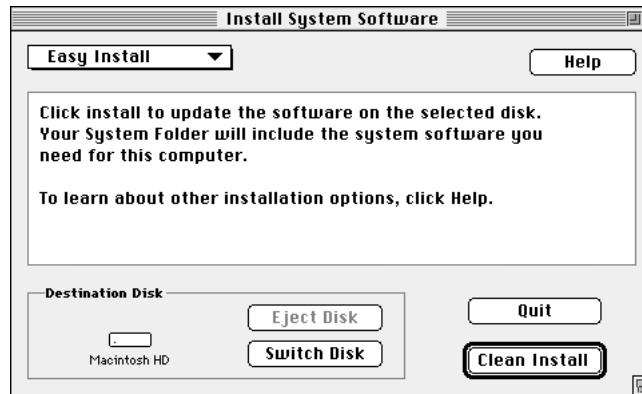 Install System Software
Easy Install
Help
Click install to update the software on the selected disk.
Your System Folder will include the system software you
need for this computer.
To learn about other installation options, click Help.
Destination Disk
Eject Disk
Quit
Macintosh HD
Switch Disk
Clean Install